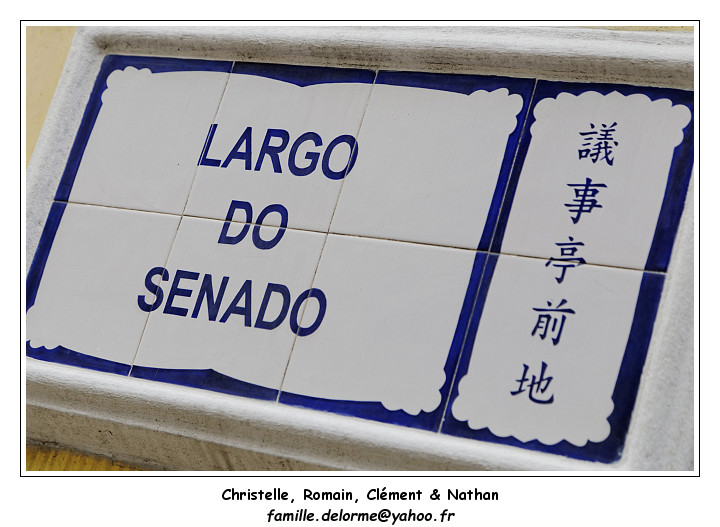 LARGO
DO
SENADO
議事亭前地
Christelle, Romain, Clément & Nathan
famille.delorme@yahoo.fr